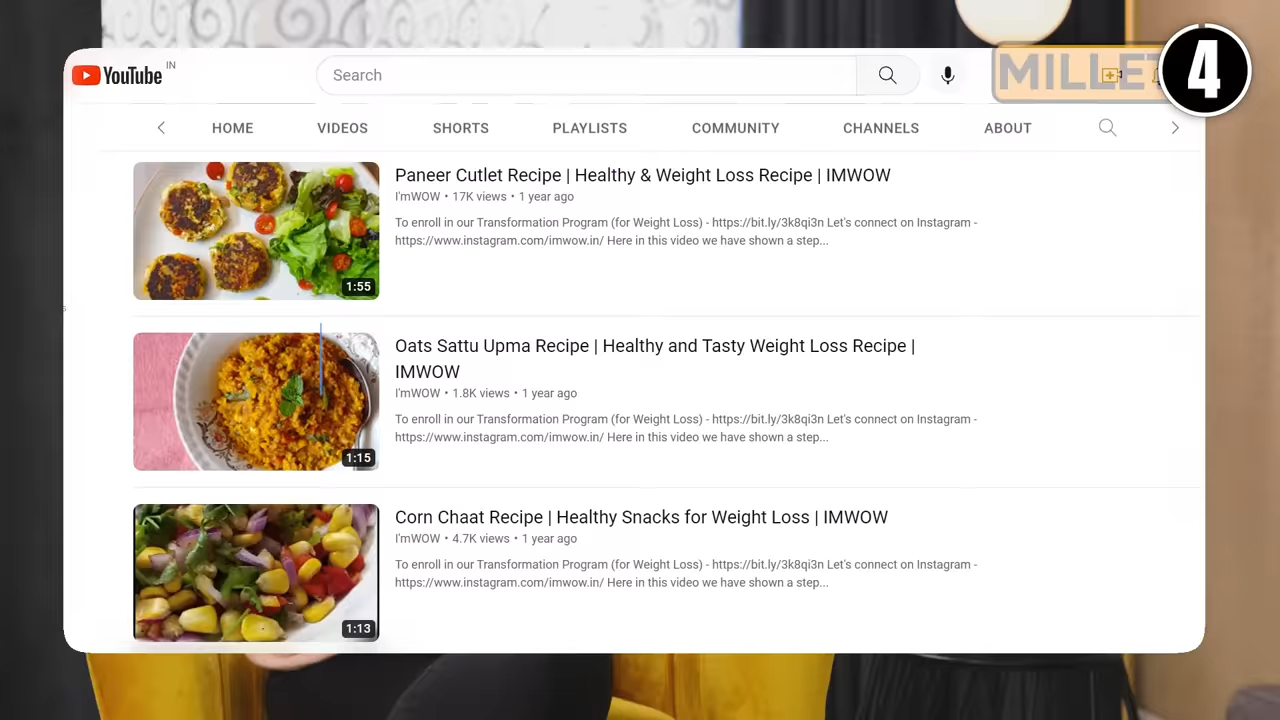 YouTube IN
Search
MILLET
4
HOME VIDEOS SHORTS PLAYLISTS COMMUNITY CHANNELS ABOUT
Paneer Cutlet Recipe | Healthy & Weight Loss Recipe | IMWOW
I'mWOW • 17K views • 1 year ago
To enroll in our Transformation Program (for Weight Loss) - https://bit.ly/3k8qi3n Let's connect on Instagram -
https://www.instagram.com/imwow.in/ Here in this video we have shown a step...
1:55
Oats Sattu Upma Recipe | Healthy and Tasty Weight Loss Recipe |
IMWOW
I'mWOW • 1.8K views • 1 year ago
To enroll in our Transformation Program (for Weight Loss) - https://bit.ly/3k8qi3n Let's connect on Instagram -
https://www.instagram.com/imwow.in/ Here in this video we have shown a step...
1:15
Corn Chaat Recipe | Healthy Snacks for Weight Loss | IMWOW
I'mWOW • 4.7K views • 1 year ago
To enroll in our Transformation Program (for Weight Loss) - https://bit.ly/3k8qi3n Let's connect on Instagram -
https://www.instagram.com/imwow.in/ Here in this video we have shown a step...
1:13